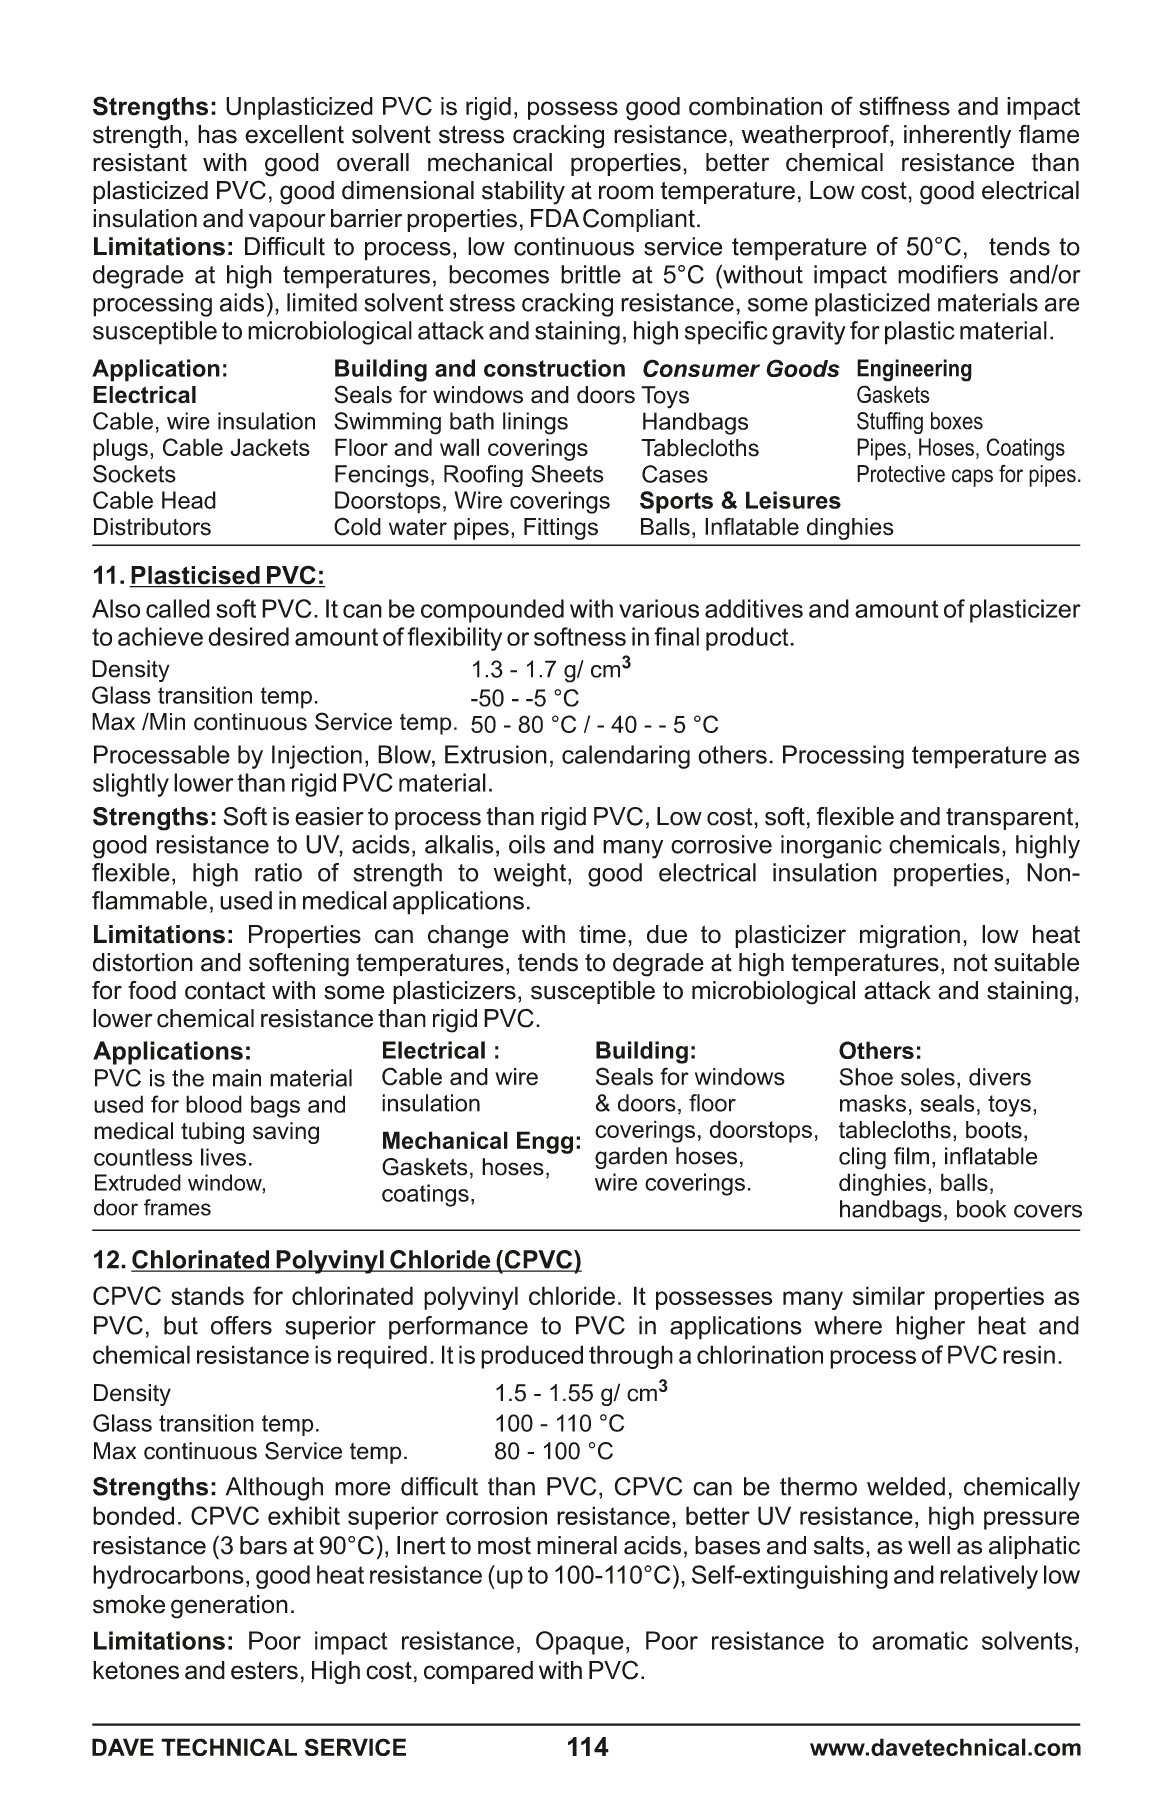 Strengths: Unplasticized PVC is rigid, possess good combination of stiffness and impact
strength, has excellent solvent stress cracking resistance, weatherproof, inherently flame
resistant with good overall mechanical properties, better chemical resistance than
plasticized PVC, good dimensional stability at room temperature, Low cost, good electrical
insulation and vapour barrier properties, FDA Compliant.
Limitations: Difficult to process, low continuous service temperature of 50°C, tends to
degrade at high temperatures, becomes brittle at 5°C (without impact modifiers and/or
processing aids), limited solvent stress cracking resistance, some plasticized materials are
susceptible to microbiological attack and staining, high specific gravity for plastic material.
Application:
Electrical
Cable, wire insulation
plugs, Cable Jackets
Sockets
Cable Head
Distributors
Building and construction
Seals for windows and doors
Swimming bath linings
Floor and wall coverings
Fencings, Roofing Sheets
Doorstops, Wire coverings
Cold water pipes, Fittings
Consumer Goods
Toys
Handbags
Tablecloths
Cases
Sports & Leisures
Balls, Inflatable dinghies
Engineering
Gaskets
Stuffing boxes
Pipes, Hoses, Coatings
Protective caps for pipes.
11. Plasticised PVC:
Also called soft PVC. It can be compounded with various additives and amount of plasticizer
to achieve desired amount of flexibility or softness in final product.
Density 1.3 - 1.7 g/ cm³
Glass transition temp. -50 - -5 °C
Max /Min continuous Service temp. 50 - 80 °C / - 40 - - 5 °C
Processable by Injection, Blow, Extrusion, calendaring others. Processing temperature as
slightly lower than rigid PVC material.
Strengths: Soft is easier to process than rigid PVC, Low cost, soft, flexible and transparent,
good resistance to UV, acids, alkalis, oils and many corrosive inorganic chemicals, highly
flexible, high ratio of strength to weight, good electrical insulation properties, Non-
flammable, used in medical applications.
Limitations: Properties can change with time, due to plasticizer migration, low heat
distortion and softening temperatures, tends to degrade at high temperatures, not suitable
for food contact with some plasticizers, susceptible to microbiological attack and staining,
lower chemical resistance than rigid PVC.
Applications:
PVC is the main material
used for blood bags and
medical tubing saving
countless lives.
Extruded window,
door frames
Electrical :
Cable and wire
insulation
Mechanical Engg:
Gaskets, hoses,
coatings,
Building:
Seals for windows
& doors, floor
coverings, doorstops,
garden hoses,
wire coverings.
Others:
Shoe soles, divers
masks, seals, toys,
tablecloths, boots,
cling film, inflatable
dinghies, balls,
handbags, book covers
12. Chlorinated Polyvinyl Chloride (CPVC)
CPVC stands for chlorinated polyvinyl chloride. It possesses many similar properties as
PVC, but offers superior performance to PVC in applications where higher heat and
chemical resistance is required. It is produced through a chlorination process of PVC resin.
Density 1.5 - 1.55 g/ cm³
Glass transition temp. 100 - 110 °C
Max continuous Service temp. 80 - 100 °C
Strengths: Although more difficult than PVC, CPVC can be thermo welded, chemically
bonded. CPVC exhibit superior corrosion resistance, better UV resistance, high pressure
resistance (3 bars at 90°C), Inert to most mineral acids, bases and salts, as well as aliphatic
hydrocarbons, good heat resistance (up to 100-110°C), Self-extinguishing and relatively low
smoke generation.
Limitations: Poor impact resistance, Opaque, Poor resistance to aromatic solvents,
ketones and esters, High cost, compared with PVC.
DAVE TECHNICAL SERVICE 114 www.davetechnical.com